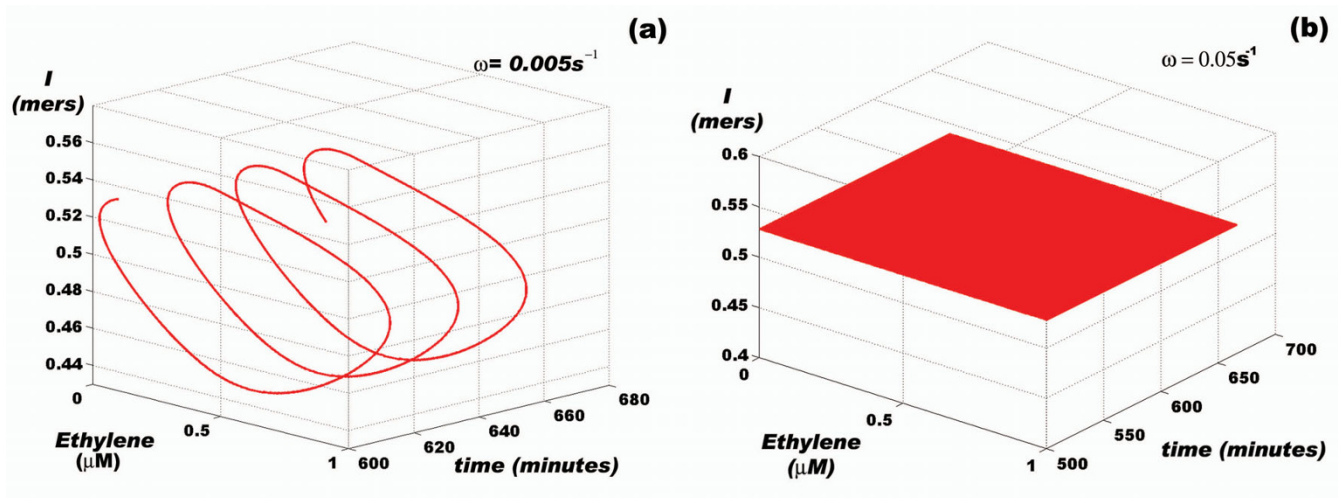 (a)
ω= 0.005s⁻¹
I
(mers)
0.56
0.54
0.52
0.5
0.48
0.46
0.44
0
0.5
1
Ethylene
(μM)
600
620
640
660
680
time (minutes)
(b)
ω = 0.05s⁻¹
I
(mers)
0.6
0.55
0.5
0.45
0.4
0
0.5
1
Ethylene
(μM)
500
550
600
650
700
time (minutes)